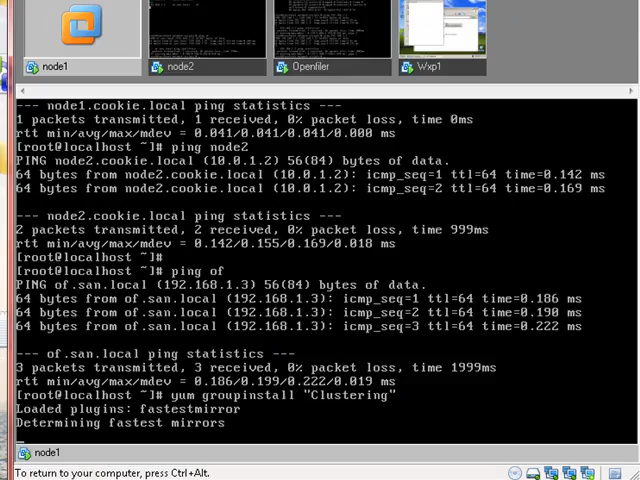 node1
node2
Openfiler
Wxp1
--- node1.cookie.local ping statistics ---
1 packets transmitted, 1 received, 0% packet loss, time 0ms
rtt min/avg/max/mdev = 0.041/0.041/0.041/0.000 ms
[root@localhost ~]# ping node2
PING node2.cookie.local (10.0.1.2) 56(84) bytes of data.
64 bytes from node2.cookie.local (10.0.1.2): icmp_seq=1 ttl=64 time=0.142 ms
64 bytes from node2.cookie.local (10.0.1.2): icmp_seq=2 ttl=64 time=0.169 ms
--- node2.cookie.local ping statistics ---
2 packets transmitted, 2 received, 0% packet loss, time 999ms
rtt min/avg/max/mdev = 0.142/0.155/0.169/0.018 ms
[root@localhost ~]#
[root@localhost ~]# ping of
PING of.san.local (192.168.1.3) 56(84) bytes of data.
64 bytes from of.san.local (192.168.1.3): icmp_seq=1 ttl=64 time=0.186 ms
64 bytes from of.san.local (192.168.1.3): icmp_seq=2 ttl=64 time=0.190 ms
64 bytes from of.san.local (192.168.1.3): icmp_seq=3 ttl=64 time=0.222 ms
--- of.san.local ping statistics ---
3 packets transmitted, 3 received, 0% packet loss, time 1999ms
rtt min/avg/max/mdev = 0.186/0.199/0.222/0.019 ms
[root@localhost ~]# yum groupinstall "Clustering"
Loaded plugins: fastestmirror
Determining fastest mirrors
node1
To return to your computer, press Ctrl+Alt.